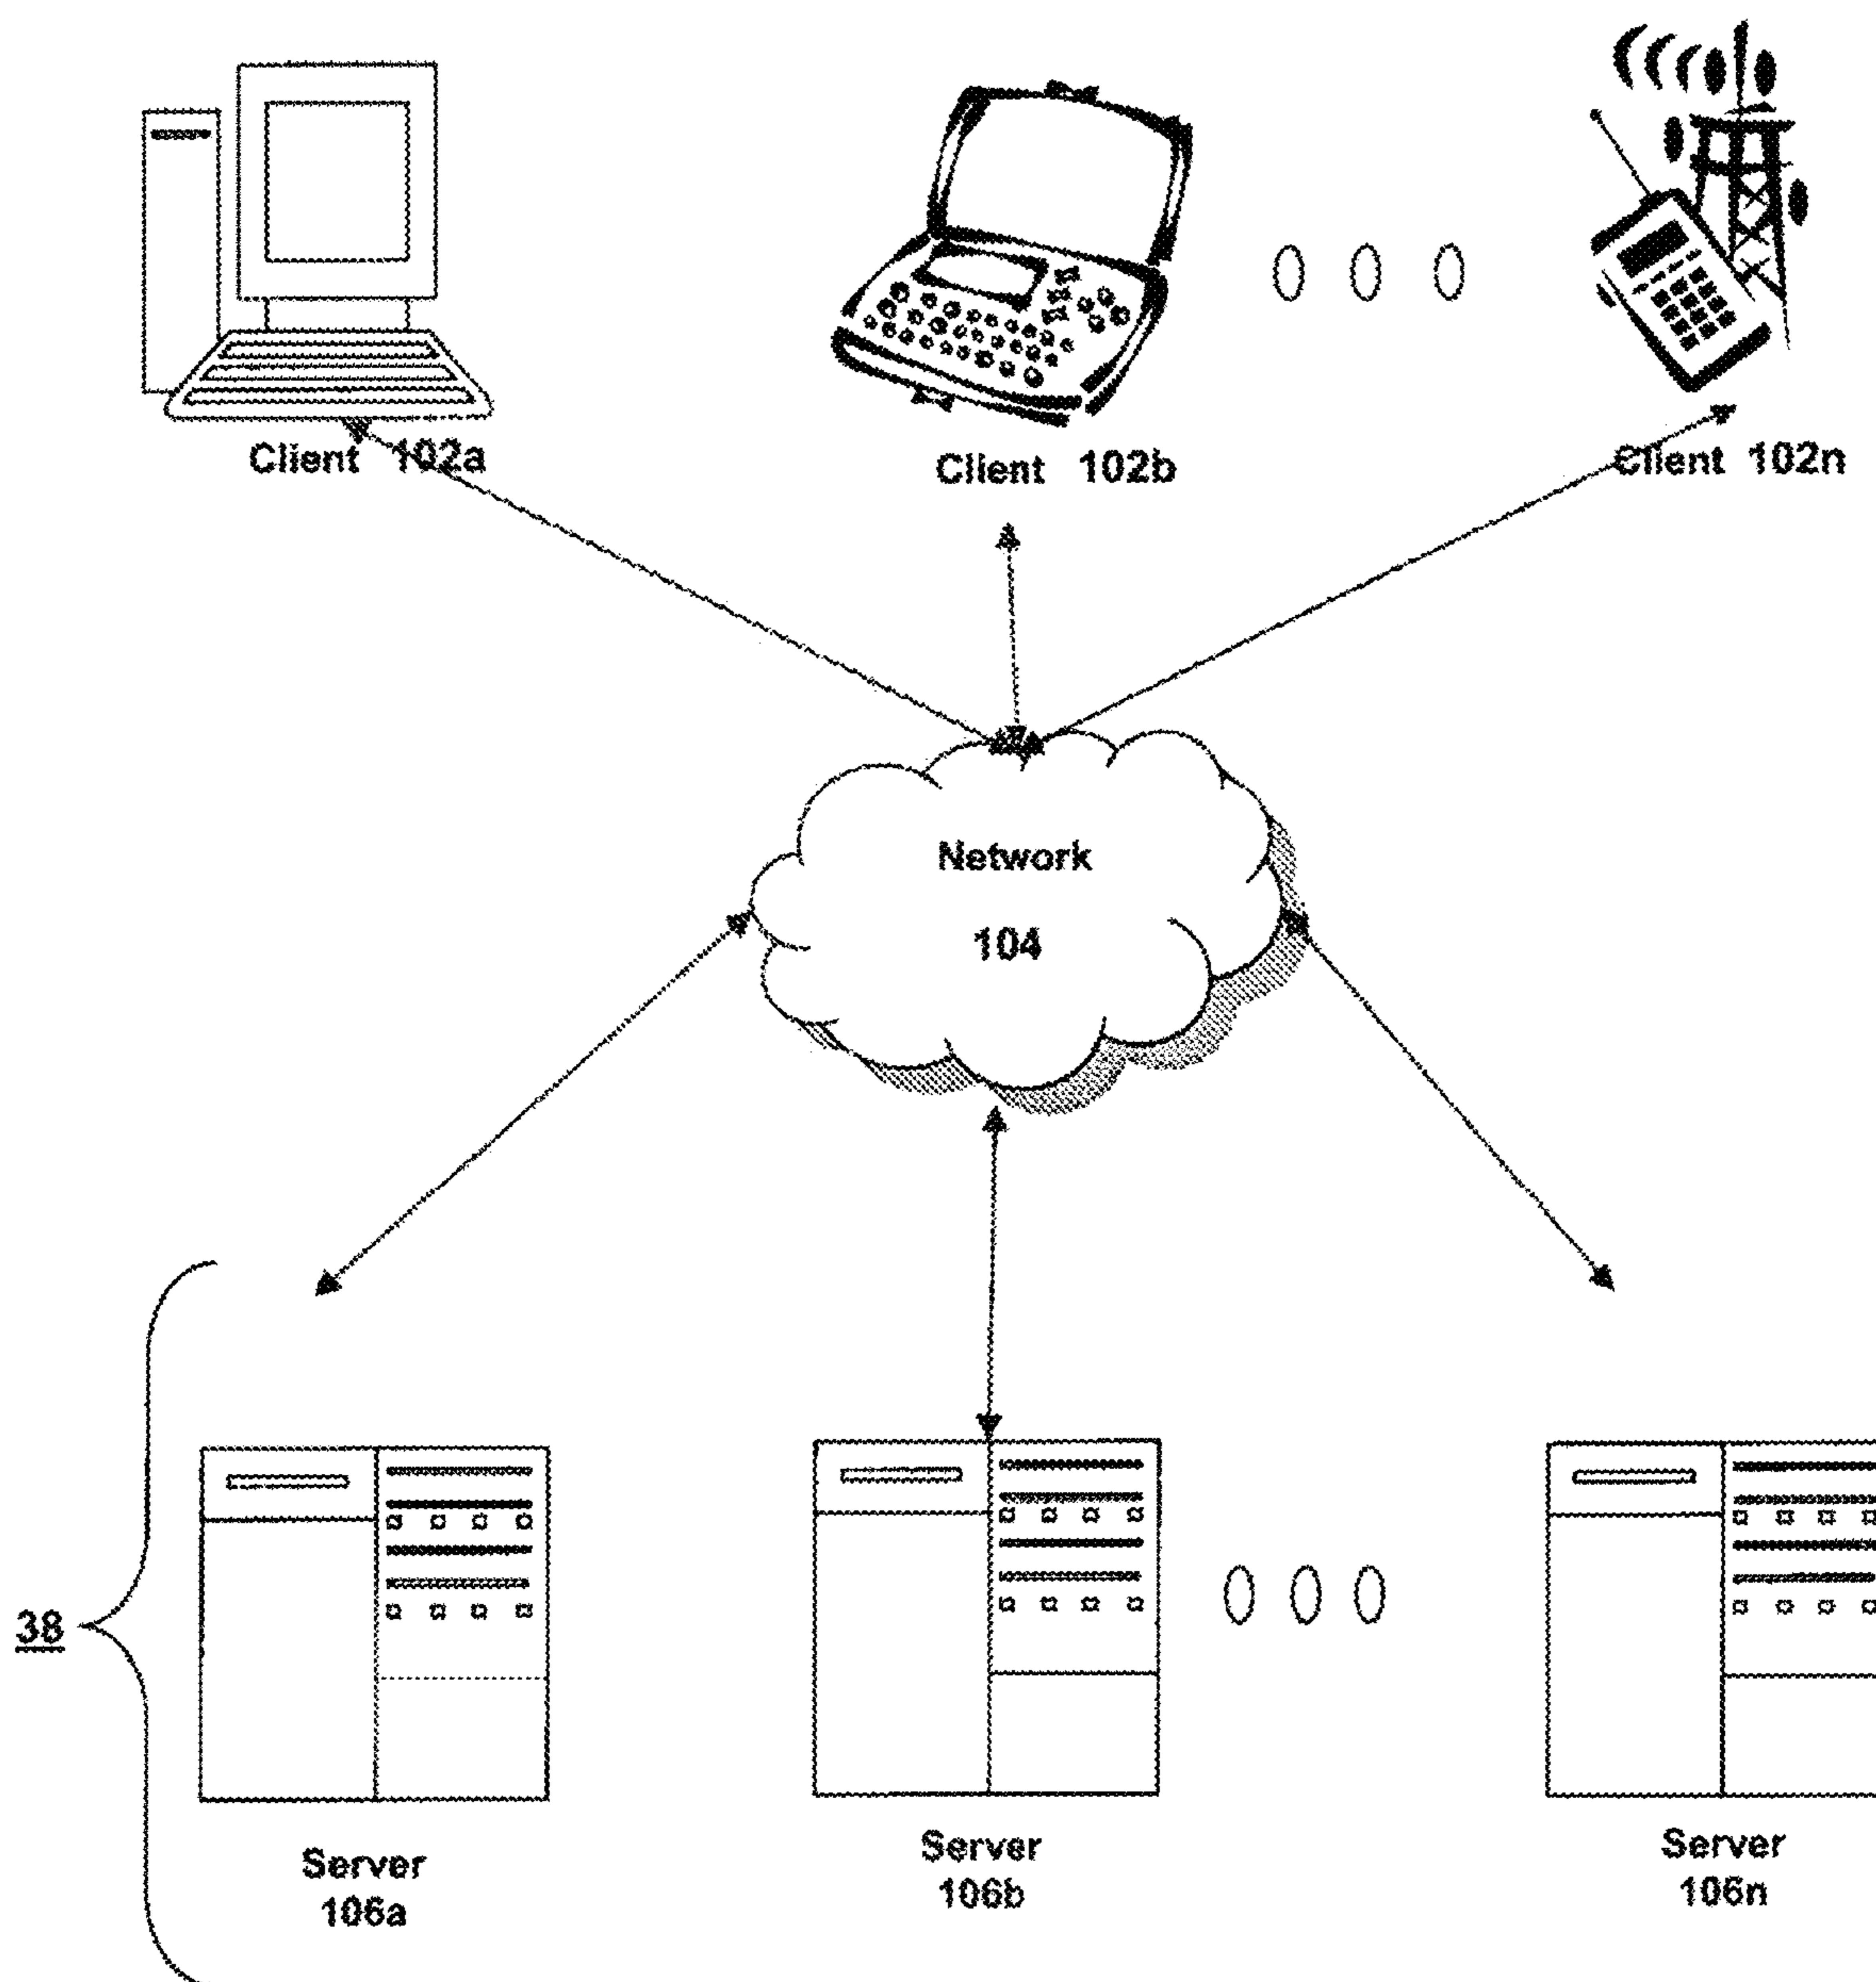 Client 102a
Client 102b
Client 102n
Network
104
38
Server
106a
Server
106b
Server
106n